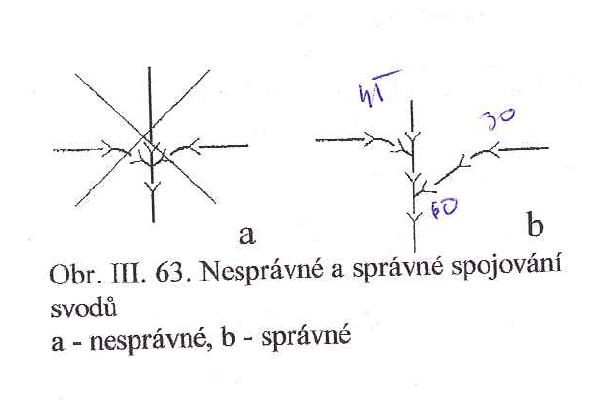 45
30
60
a
b
Obr. III. 63. Nesprávné a správné spojování
svodů
a - nesprávné, b - správné